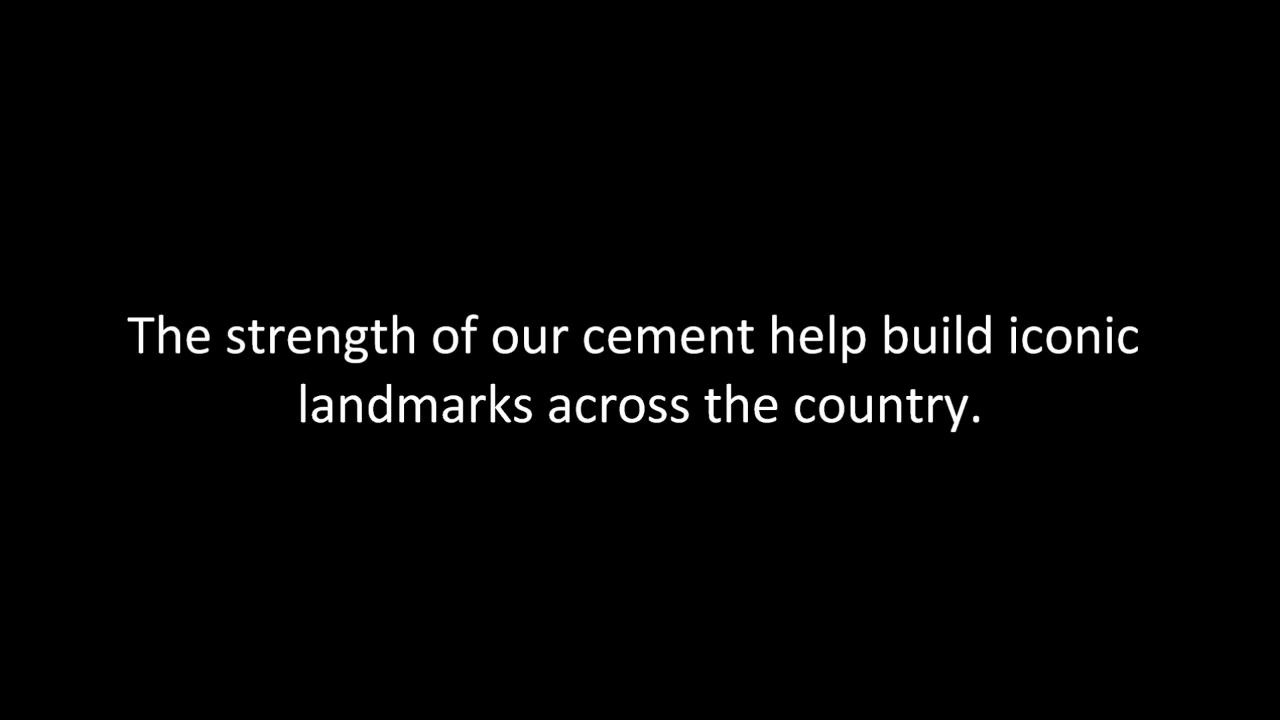 The strength of our cement help build iconic
landmarks across the country.